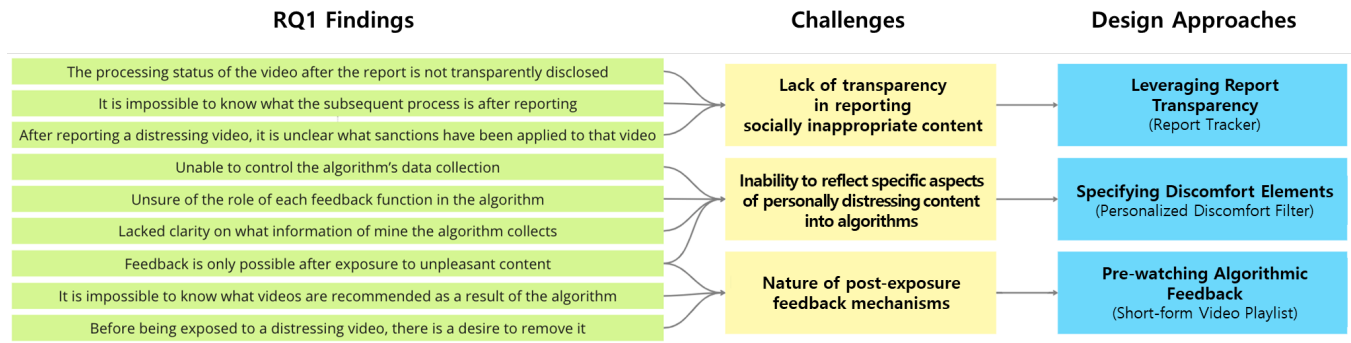 RQ1 Findings
Challenges
Design Approaches
The processing status of the video after the report is not transparently disclosed
It is impossible to know what the subsequent process is after reporting
After reporting a distressing video, it is unclear what sanctions have been applied to that video
Unable to control the algorithm’s data collection
Unsure of the role of each feedback function in the algorithm
Lacked clarity on what information of mine the algorithm collects
Feedback is only possible after exposure to unpleasant content
It is impossible to know what videos are recommended as a result of the algorithm
Before being exposed to a distressing video, there is a desire to remove it
Lack of transparency
in reporting
socially inappropriate content
Inability to reflect specific aspects
of personally distressing content
into algorithms
Nature of post-exposure
feedback mechanisms
Leveraging Report
Transparency
(Report Tracker)
Specifying Discomfort Elements
(Personalized Discomfort Filter)
Pre-watching Algorithmic
Feedback
(Short-form Video Playlist)